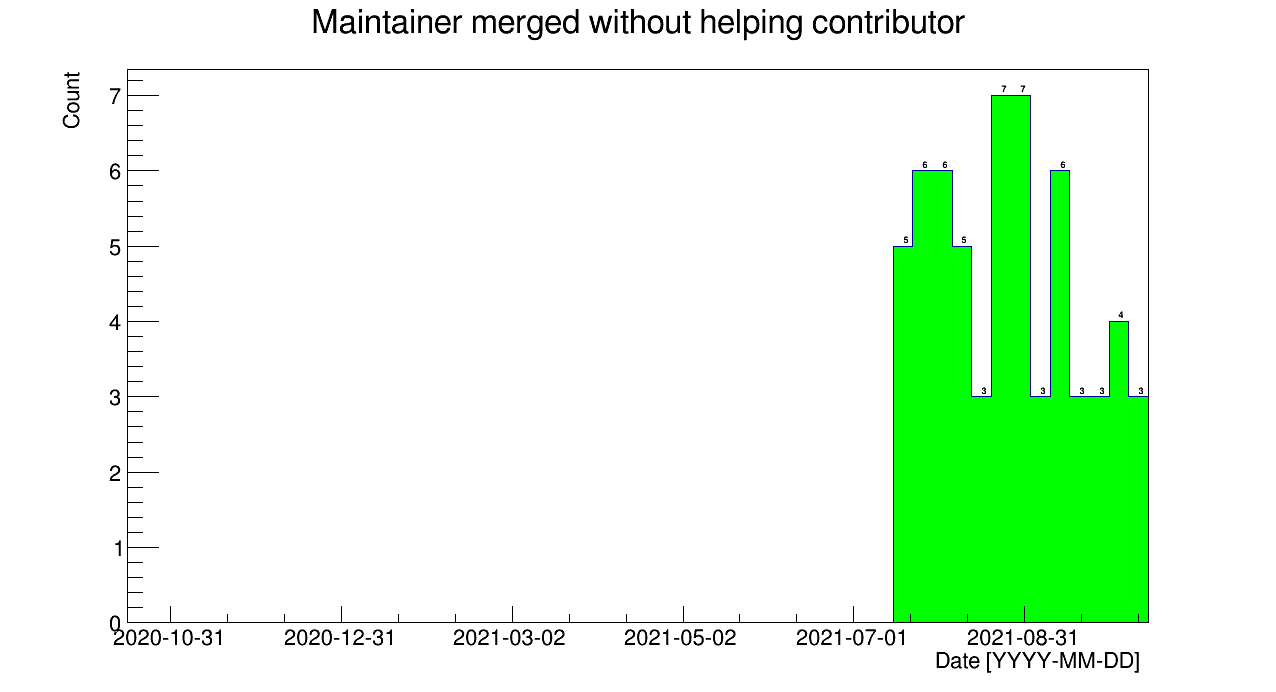 Maintainer merged without helping contributor
Count
7
6
5
4
3
2
1
0
5 6 6 5 3 7 7 3 6 3 3 4 3
2020-10-31 2020-12-31 2021-03-02 2021-05-02 2021-07-01 2021-08-31
Date [YYYY-MM-DD]